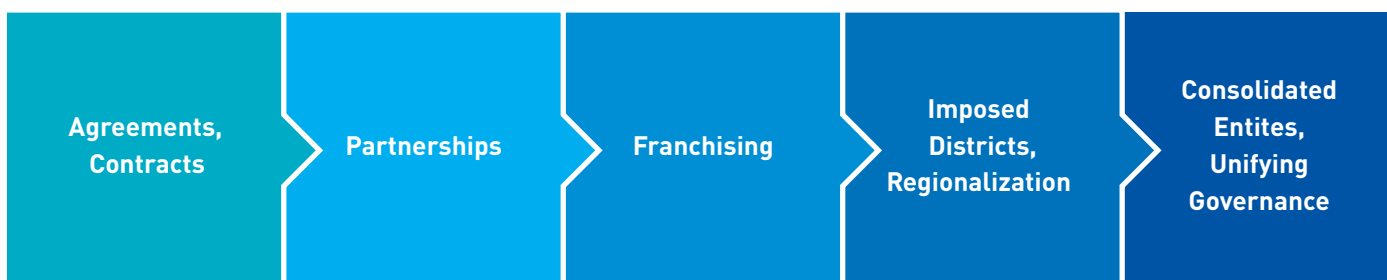 Agreements,
Contracts
Partnerships
Franchising
Imposed
Districts,
Regionalization
Consolidated
Entites,
Unifying
Governance